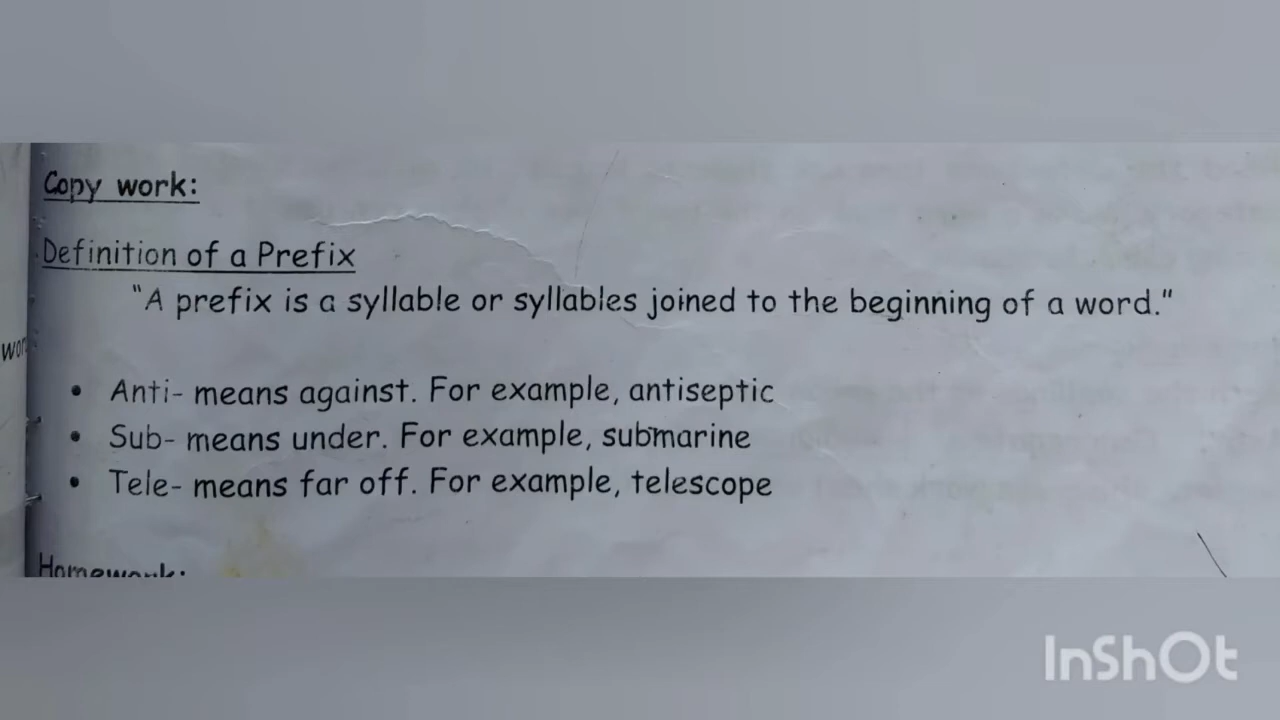 Copy work:
Definition of a Prefix
"A prefix is a syllable or syllables joined to the beginning of a word."
• Anti- means against. For example, antiseptic
• Sub- means under. For example, submarine
• Tele- means far off. For example, telescope
Homework:
InShOt